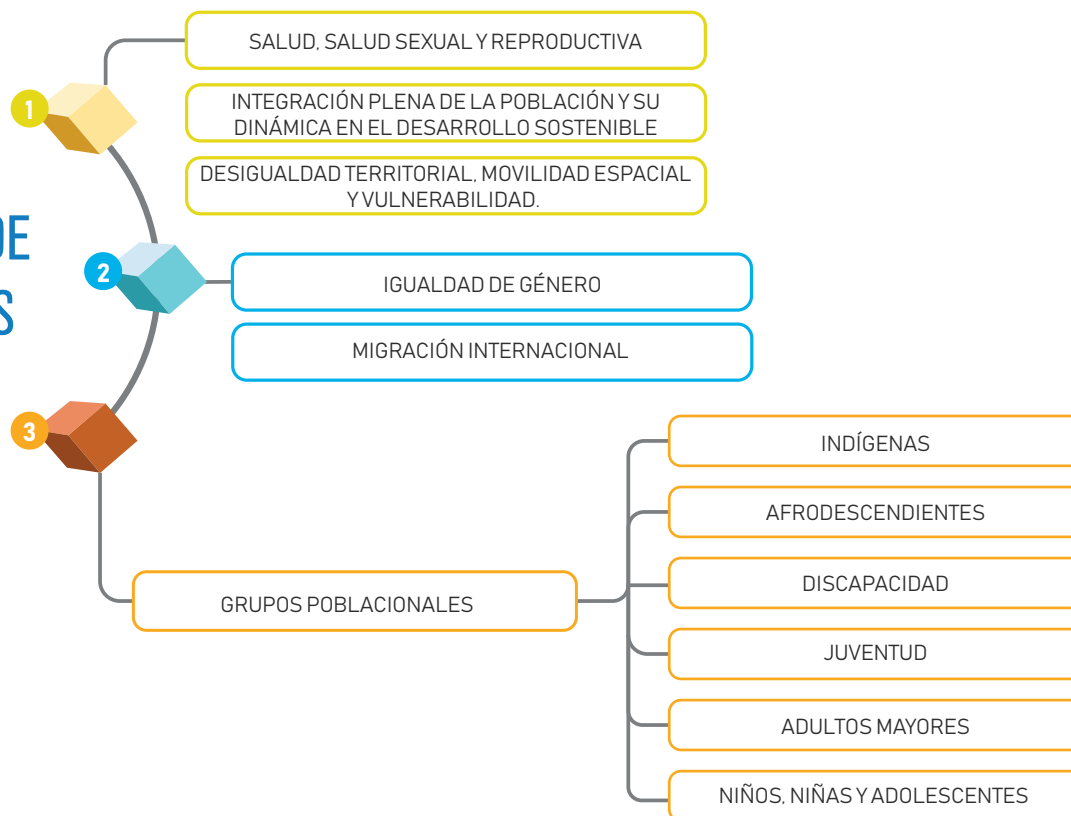 1
SALUD, SALUD SEXUAL Y REPRODUCTIVA
INTEGRACIÓN PLENA DE LA POBLACIÓN Y SU
DINÁMICA EN EL DESARROLLO SOSTENIBLE
DESIGUALDAD TERRITORIAL, MOVILIDAD ESPACIAL
Y VULNERABILIDAD.
2
IGUALDAD DE GÉNERO
MIGRACIÓN INTERNACIONAL
3
GRUPOS POBLACIONALES
INDÍGENAS
AFRODESCENDIENTES
DISCAPACIDAD
JUVENTUD
ADULTOS MAYORES
NIÑOS, NIÑAS Y ADOLESCENTES